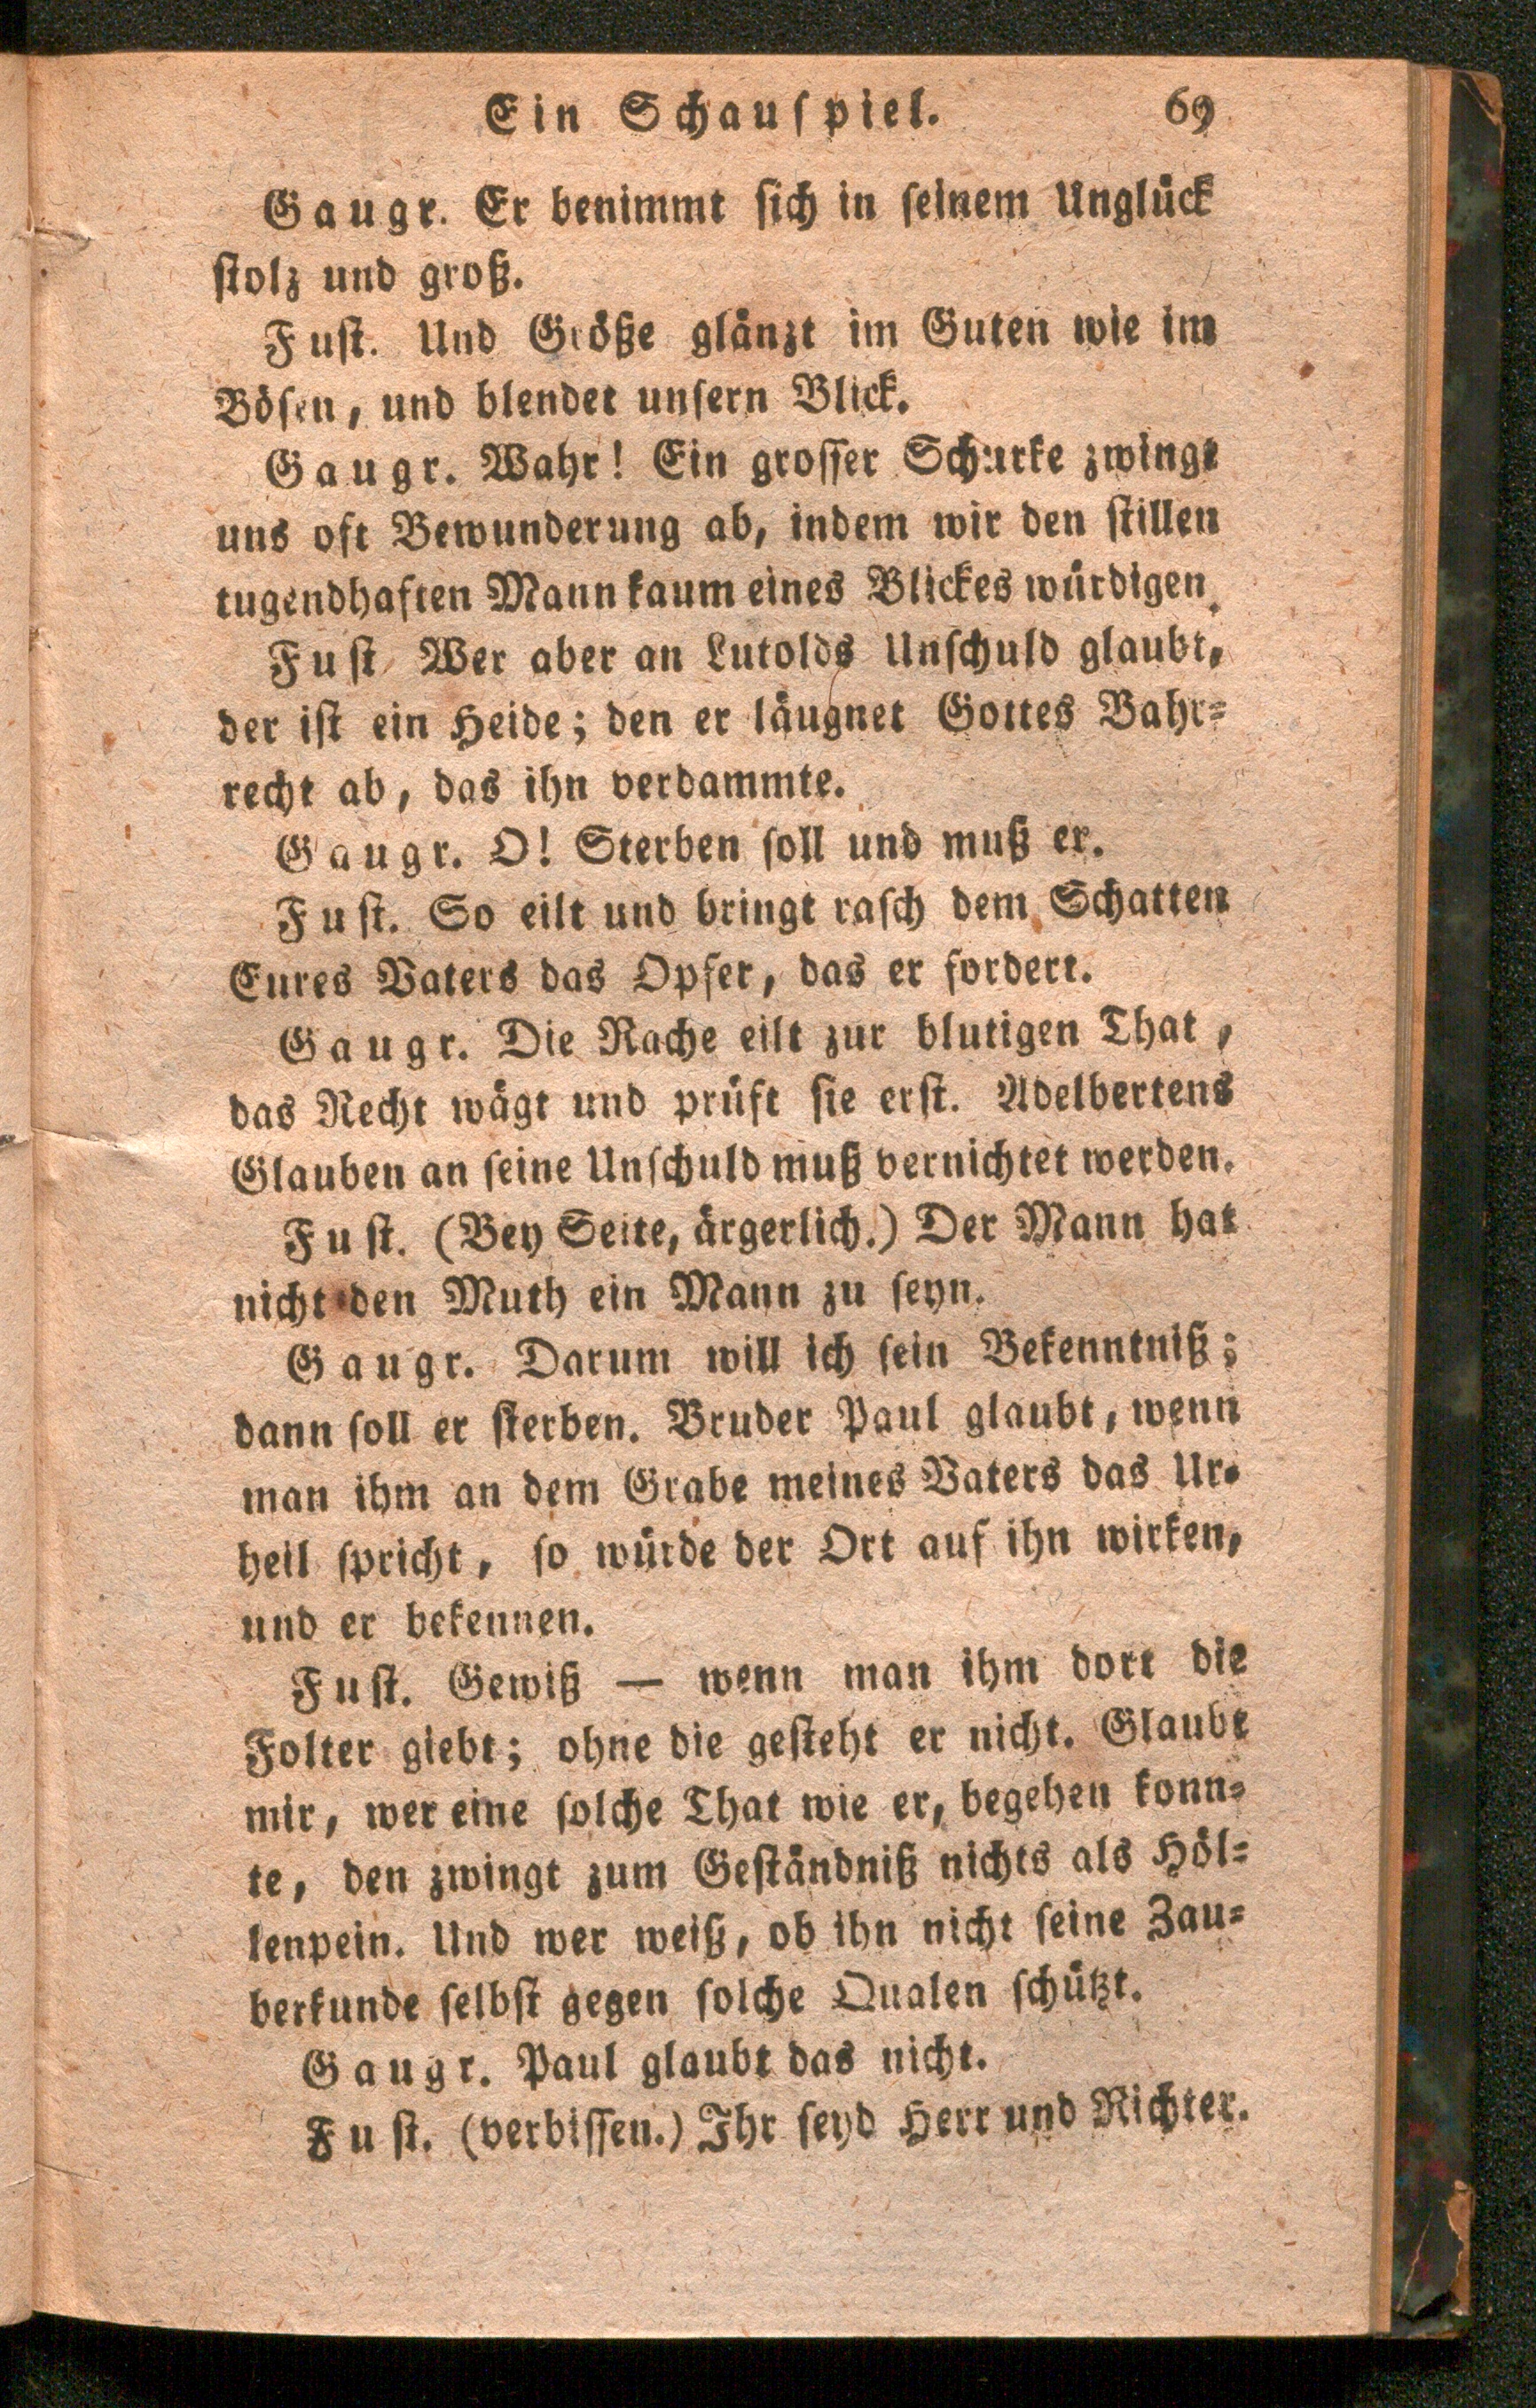 Ein Schauspiel. 69
Gaugr. Er benimmt sich in seinem Unglück
stolz und groß.
Fust. Und Größe glänzt im Guten wie im
Bösen, und blendet unsern Blick.
Gaugr. Wahr! Ein grosser Schurke zwingt
uns oft Bewunderung ab, indem wir den stillen
tugendhaften Mann kaum eines Blickes würdigen.
Fust Wer aber an Lutolds Unschuld glaubt,
der ist ein Heide; den er läugnet Gottes Bahr-
recht ab, das ihn verdammte.
Gaugr. O! Sterben soll und muß er.
Fust. So eilt und bringt rasch dem Schatten
Eures Vaters das Opfer, das er fordert.
Gaugr. Die Rache eilt zur blutigen That,
das Recht wägt und prüft sie erst. Adelbertens
Glauben an seine Unschuld muß vernichtet werden.
Fust. (Bey Seite, ärgerlich.) Der Mann hat
nicht den Muth ein Mann zu seyn.
Gaugr. Darum will ich sein Bekenntniß;
dann soll er sterben. Bruder Paul glaubt, wenn
man ihm an dem Grabe meines Vaters das Ur-
heil spricht, so würde der Ort auf ihn wirken,
und er bekennen.
Fust. Gewiß — wenn man ihm dort die
Folter giebt; ohne die gesteht er nicht. Glaubt
mir, wer eine solche That wie er, begehen konn-
te, den zwingt zum Geständniß nichts als Höl-
lenpein. Und wer weiß, ob ihn nicht seine Zau-
berkunde selbst gegen solche Qualen schützt.
Gaugr. Paul glaubt das nicht.
Fust. (verbissen.) Ihr seyd Herr und Richter.